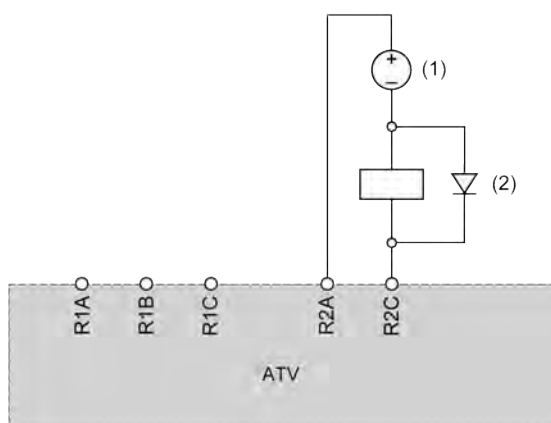 +
−
(1)
(2)
R1A
R1B
R1C
R2A
R2C
ATV